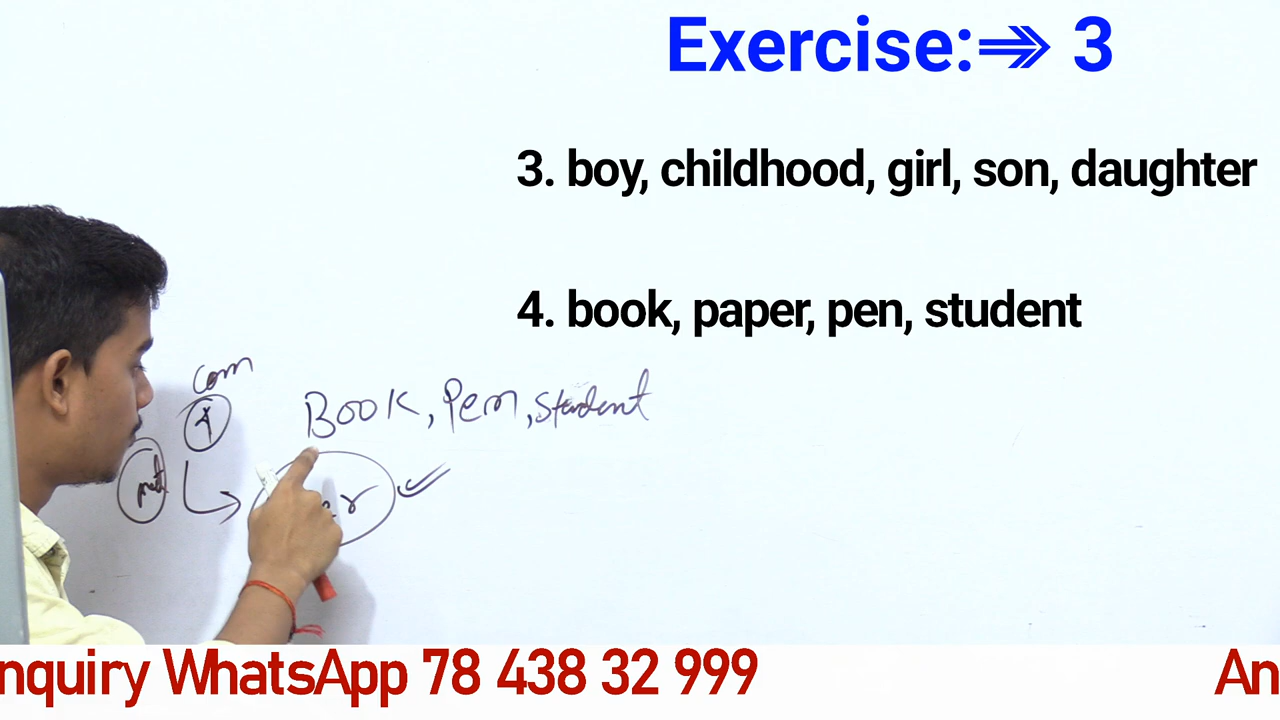 Exercise:⇒ 3
3. boy, childhood, girl, son, daughter
4. book, paper, pen, student
Com
Book, Pen, Student
nquiry WhatsApp 78 438 32 999
An